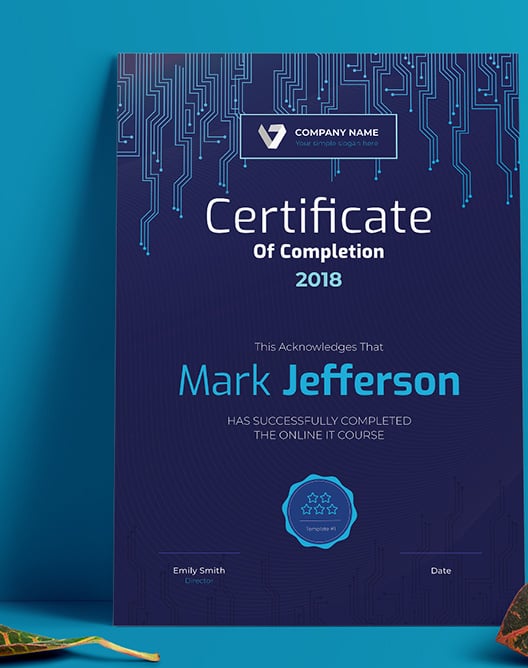 COMPANY NAME
Your simple slogan here
Certificate
Of Completion
2018
This Acknowledges That
Mark Jefferson
HAS SUCCESSFULLY COMPLETED
THE ONLINE IT COURSE
Template #1
Emily Smith
Director
Date